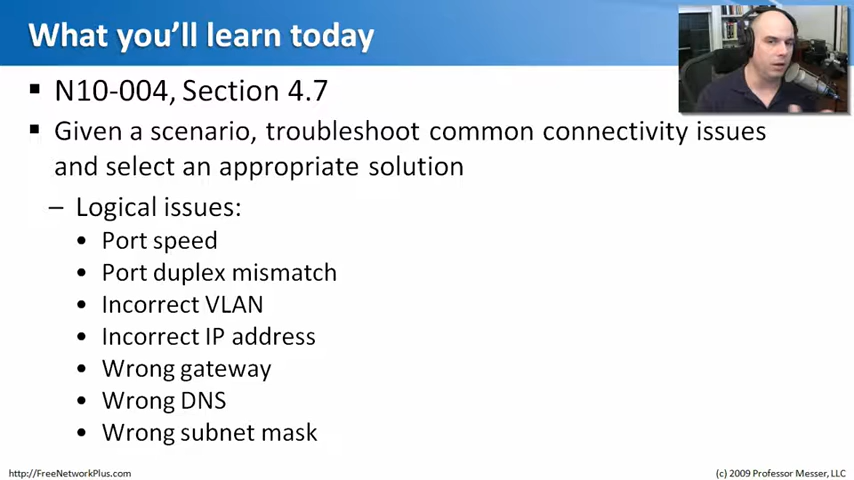 What you'll learn today
▪ N10-004, Section 4.7
▪ Given a scenario, troubleshoot common connectivity issues
and select an appropriate solution
– Logical issues:
• Port speed
• Port duplex mismatch
• Incorrect VLAN
• Incorrect IP address
• Wrong gateway
• Wrong DNS
• Wrong subnet mask
http://FreeNetworkPlus.com
(c) 2009 Professor Messer, LLC